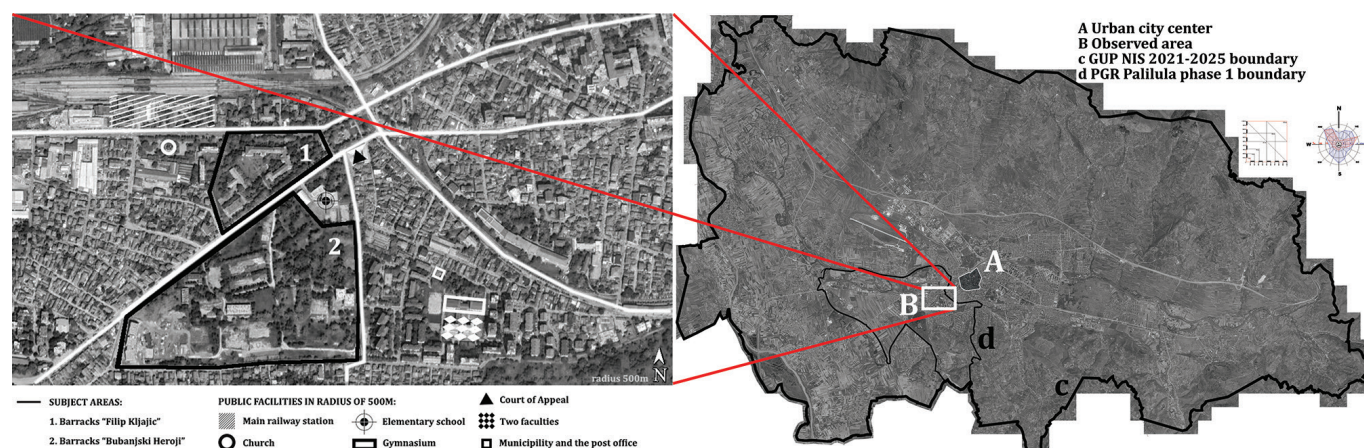 A Urban city center
B Observed area
c GUP NIS 2021-2025 boundary
d PGR Palilula phase 1 boundary
N
W
S
1
2
A
B
d
c
radius 500m
N
SUBJECT AREAS:
1. Barracks "Filip Kljajic"
2. Barracks "Bubanjski Heroji"
PUBLIC FACILITIES IN RADIUS OF 500M:
Main railway station
Church
Elementary school
Gymnasium
Court of Appeal
Two faculties
Municipality and the post office